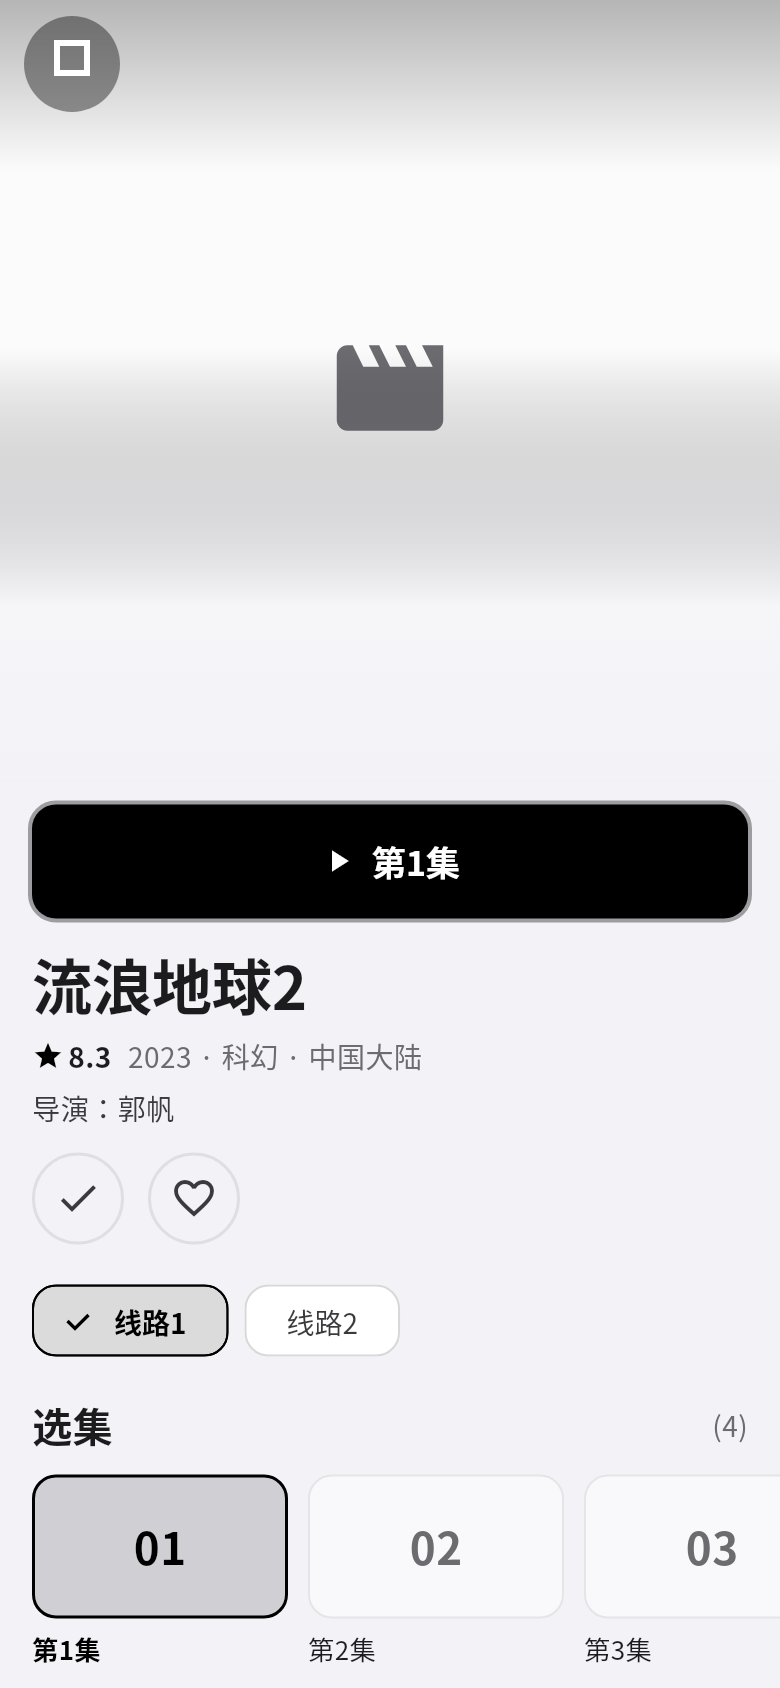 第1集
流浪地球2
8.3 2023 · 科幻 · 中国大陆
导演：郭帆
线路1 线路2
选集 (4)
01 02 03
第1集 第2集 第3集